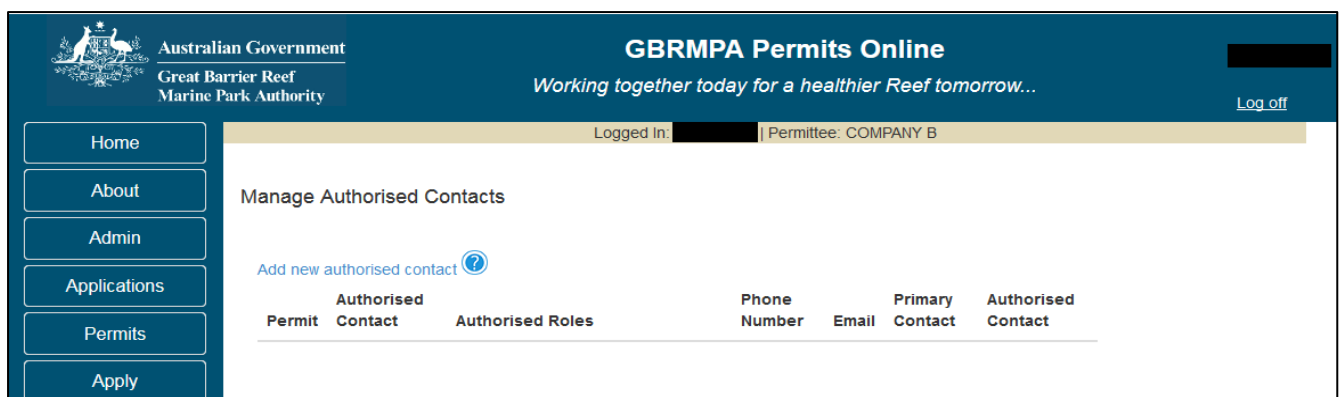 Australian Government
Great Barrier Reef
Marine Park Authority
GBRMPA Permits Online
Working together today for a healthier Reef tomorrow...
Log off
Logged In: | Permittee: COMPANY B
Home
About
Admin
Applications
Permits
Apply
Manage Authorised Contacts
Add new authorised contact ?
Permit Authorised Contact Authorised Roles Phone Number Email Primary Contact Authorised Contact